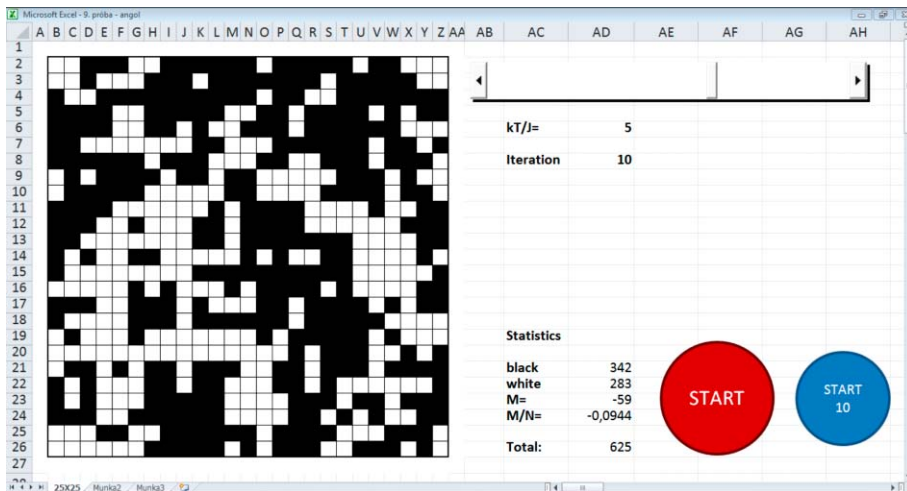 Microsoft Excel - 9. próba - angol
A B C D E F G H I J K L M N O P Q R S T U V W X Y Z AA AB AC AD AE AF AG AH
1
2
3
4
5
6 kT/J= 5
7
8 Iteration 10
9
10
11
12
13
14
15
16
17
18
19 Statistics
20
21 black 342
22 white 283
23 M= -59
24 M/N= -0,0944
25
26 Total: 625
27
START
START
10
25X25 Munka2 Munka3